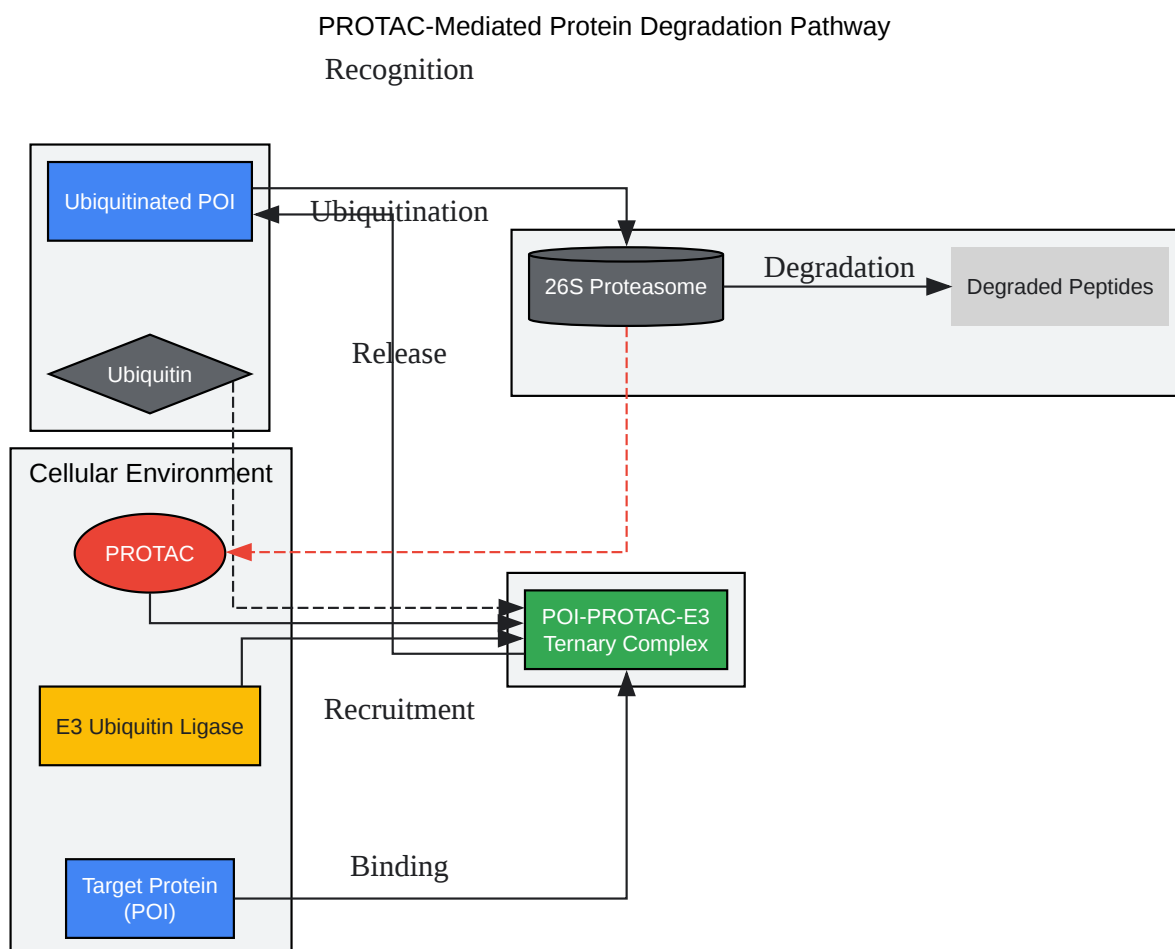 PROTAC-Mediated Protein Degradation Pathway
Recognition
Ubiquitinated POI
Ubiquitination
26S Proteasome
Degradation
Degraded Peptides
Release
Ubiquitin
Cellular Environment
PROTAC
POI-PROTAC-E3
Ternary Complex
Recruitment
E3 Ubiquitin Ligase
Binding
Target Protein
(POI)